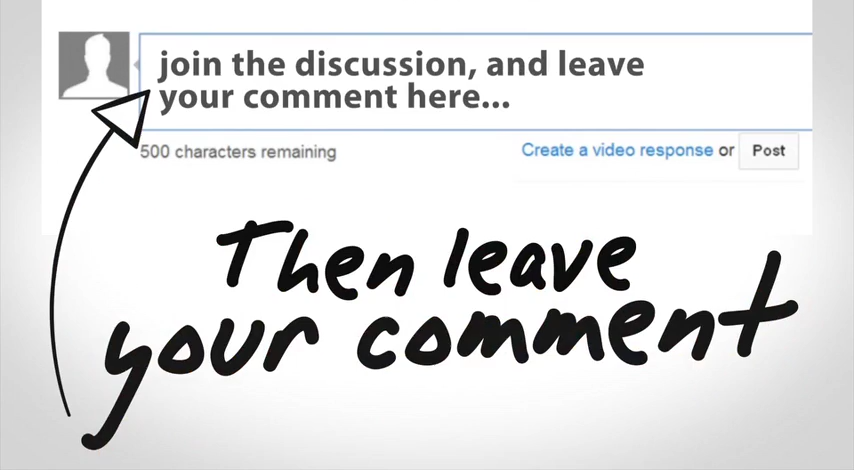 join the discussion, and leave
your comment here...
500 characters remaining
Create a video response or Post
Then leave
your comment